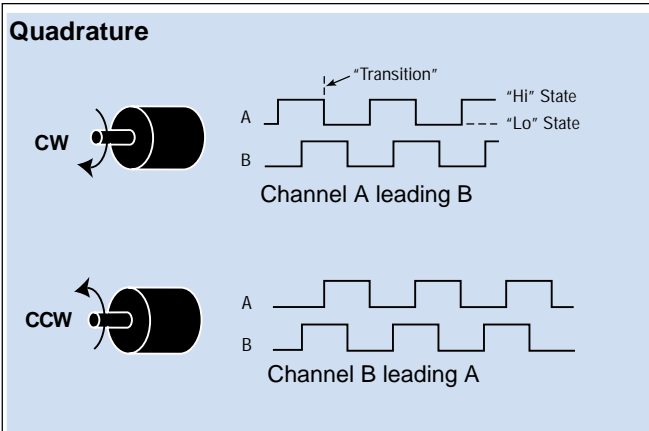 Quadrature
"Transition"
"Hi" State
A
"Lo" State
CW
B
Channel A leading B
A
CCW
B
Channel B leading A